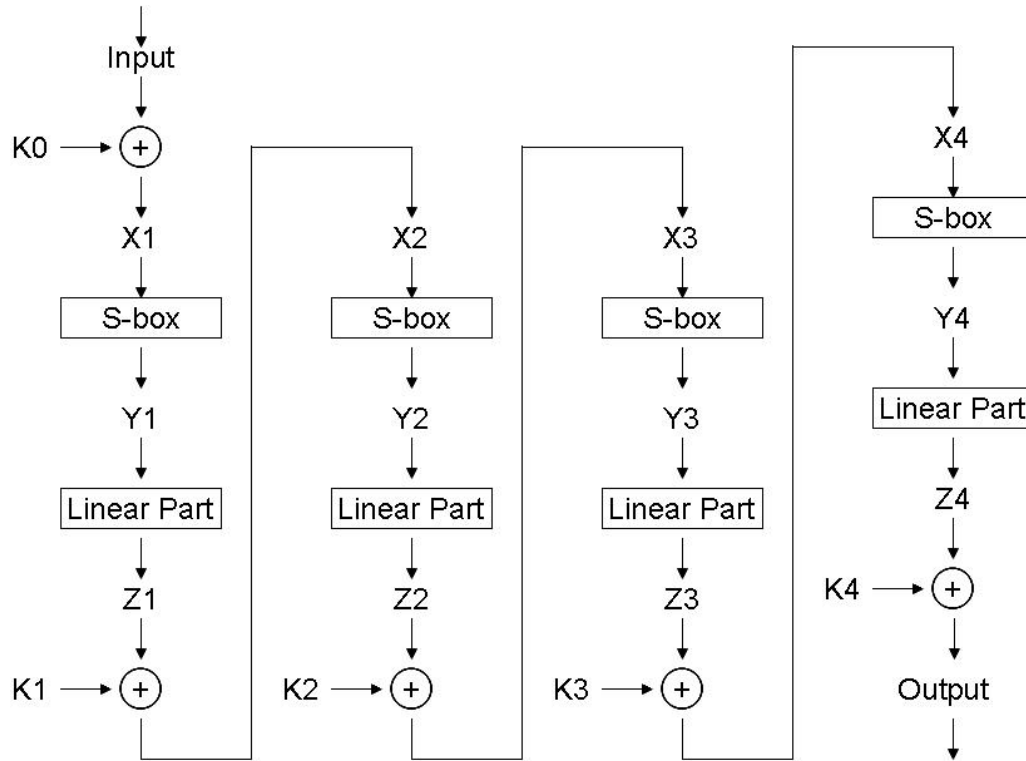 Input
K0
+
X1
S-box
Y1
Linear Part
Z1
K1
+
X2
S-box
Y2
Linear Part
Z2
K2
+
X3
S-box
Y3
Linear Part
Z3
K3
+
X4
S-box
Y4
Linear Part
Z4
K4
+
Output